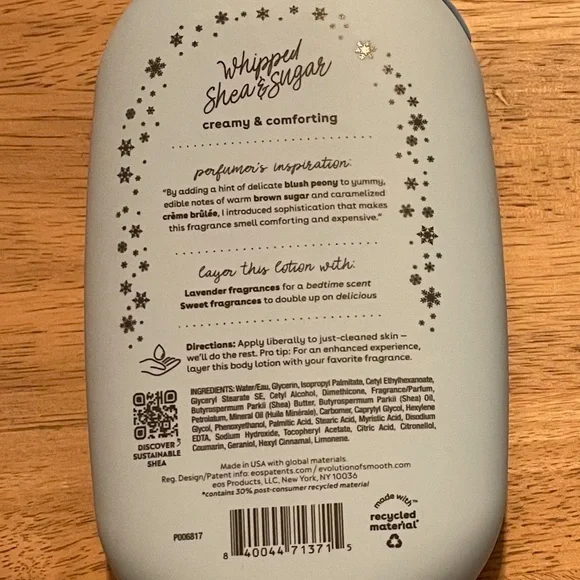 Whipped
Shea & Sugar
creamy & comforting
perfumer's inspiration:
"By adding a hint of delicate blush peony to yummy,
edible notes of warm brown sugar and caramelized
crème brûlée, I introduced sophistication that makes
this fragrance smell comforting and expensive."
layer this lotion with:
Lavender fragrances for a bedtime scent
Sweet fragrances to double up on delicious
Directions: Apply liberally to just-cleaned skin –
we'll do the rest. Pro tip: For an enhanced experience,
layer this body lotion with your favorite fragrance.
DISCOVER
SUSTAINABLE
SHEA
INGREDIENTS: Water/Eau, Glycerin, Isopropyl Palmitate, Cetyl Ethylhexanoate,
Glyceryl Stearate SE, Cetyl Alcohol, Dimethicone, Fragrance/Parfum,
Butyrospermum Parkii (Shea) Butter, Butyrospermum Parkii (Shea) Oil,
Petrolatum, Mineral Oil (Huile Minérale), Carbomer, Caprylyl Glycol, Hexylene
Glycol, Phenoxyethanol, Palmitic Acid, Stearic Acid, Myristic Acid, Disodium
EDTA, Sodium Hydroxide, Tocopheryl Acetate, Citric Acid, Citronellol,
Coumarin, Geraniol, Hexyl Cinnamal, Limonene.
Made in USA with global materials.
Reg. Design/Patent info: eospatents.com / evolutionofsmooth.com
eos Products, LLC, New York, NY 10036
*contains 30% post-consumer recycled material
made with
recycled
material*
P006817
8 40044 71371 5